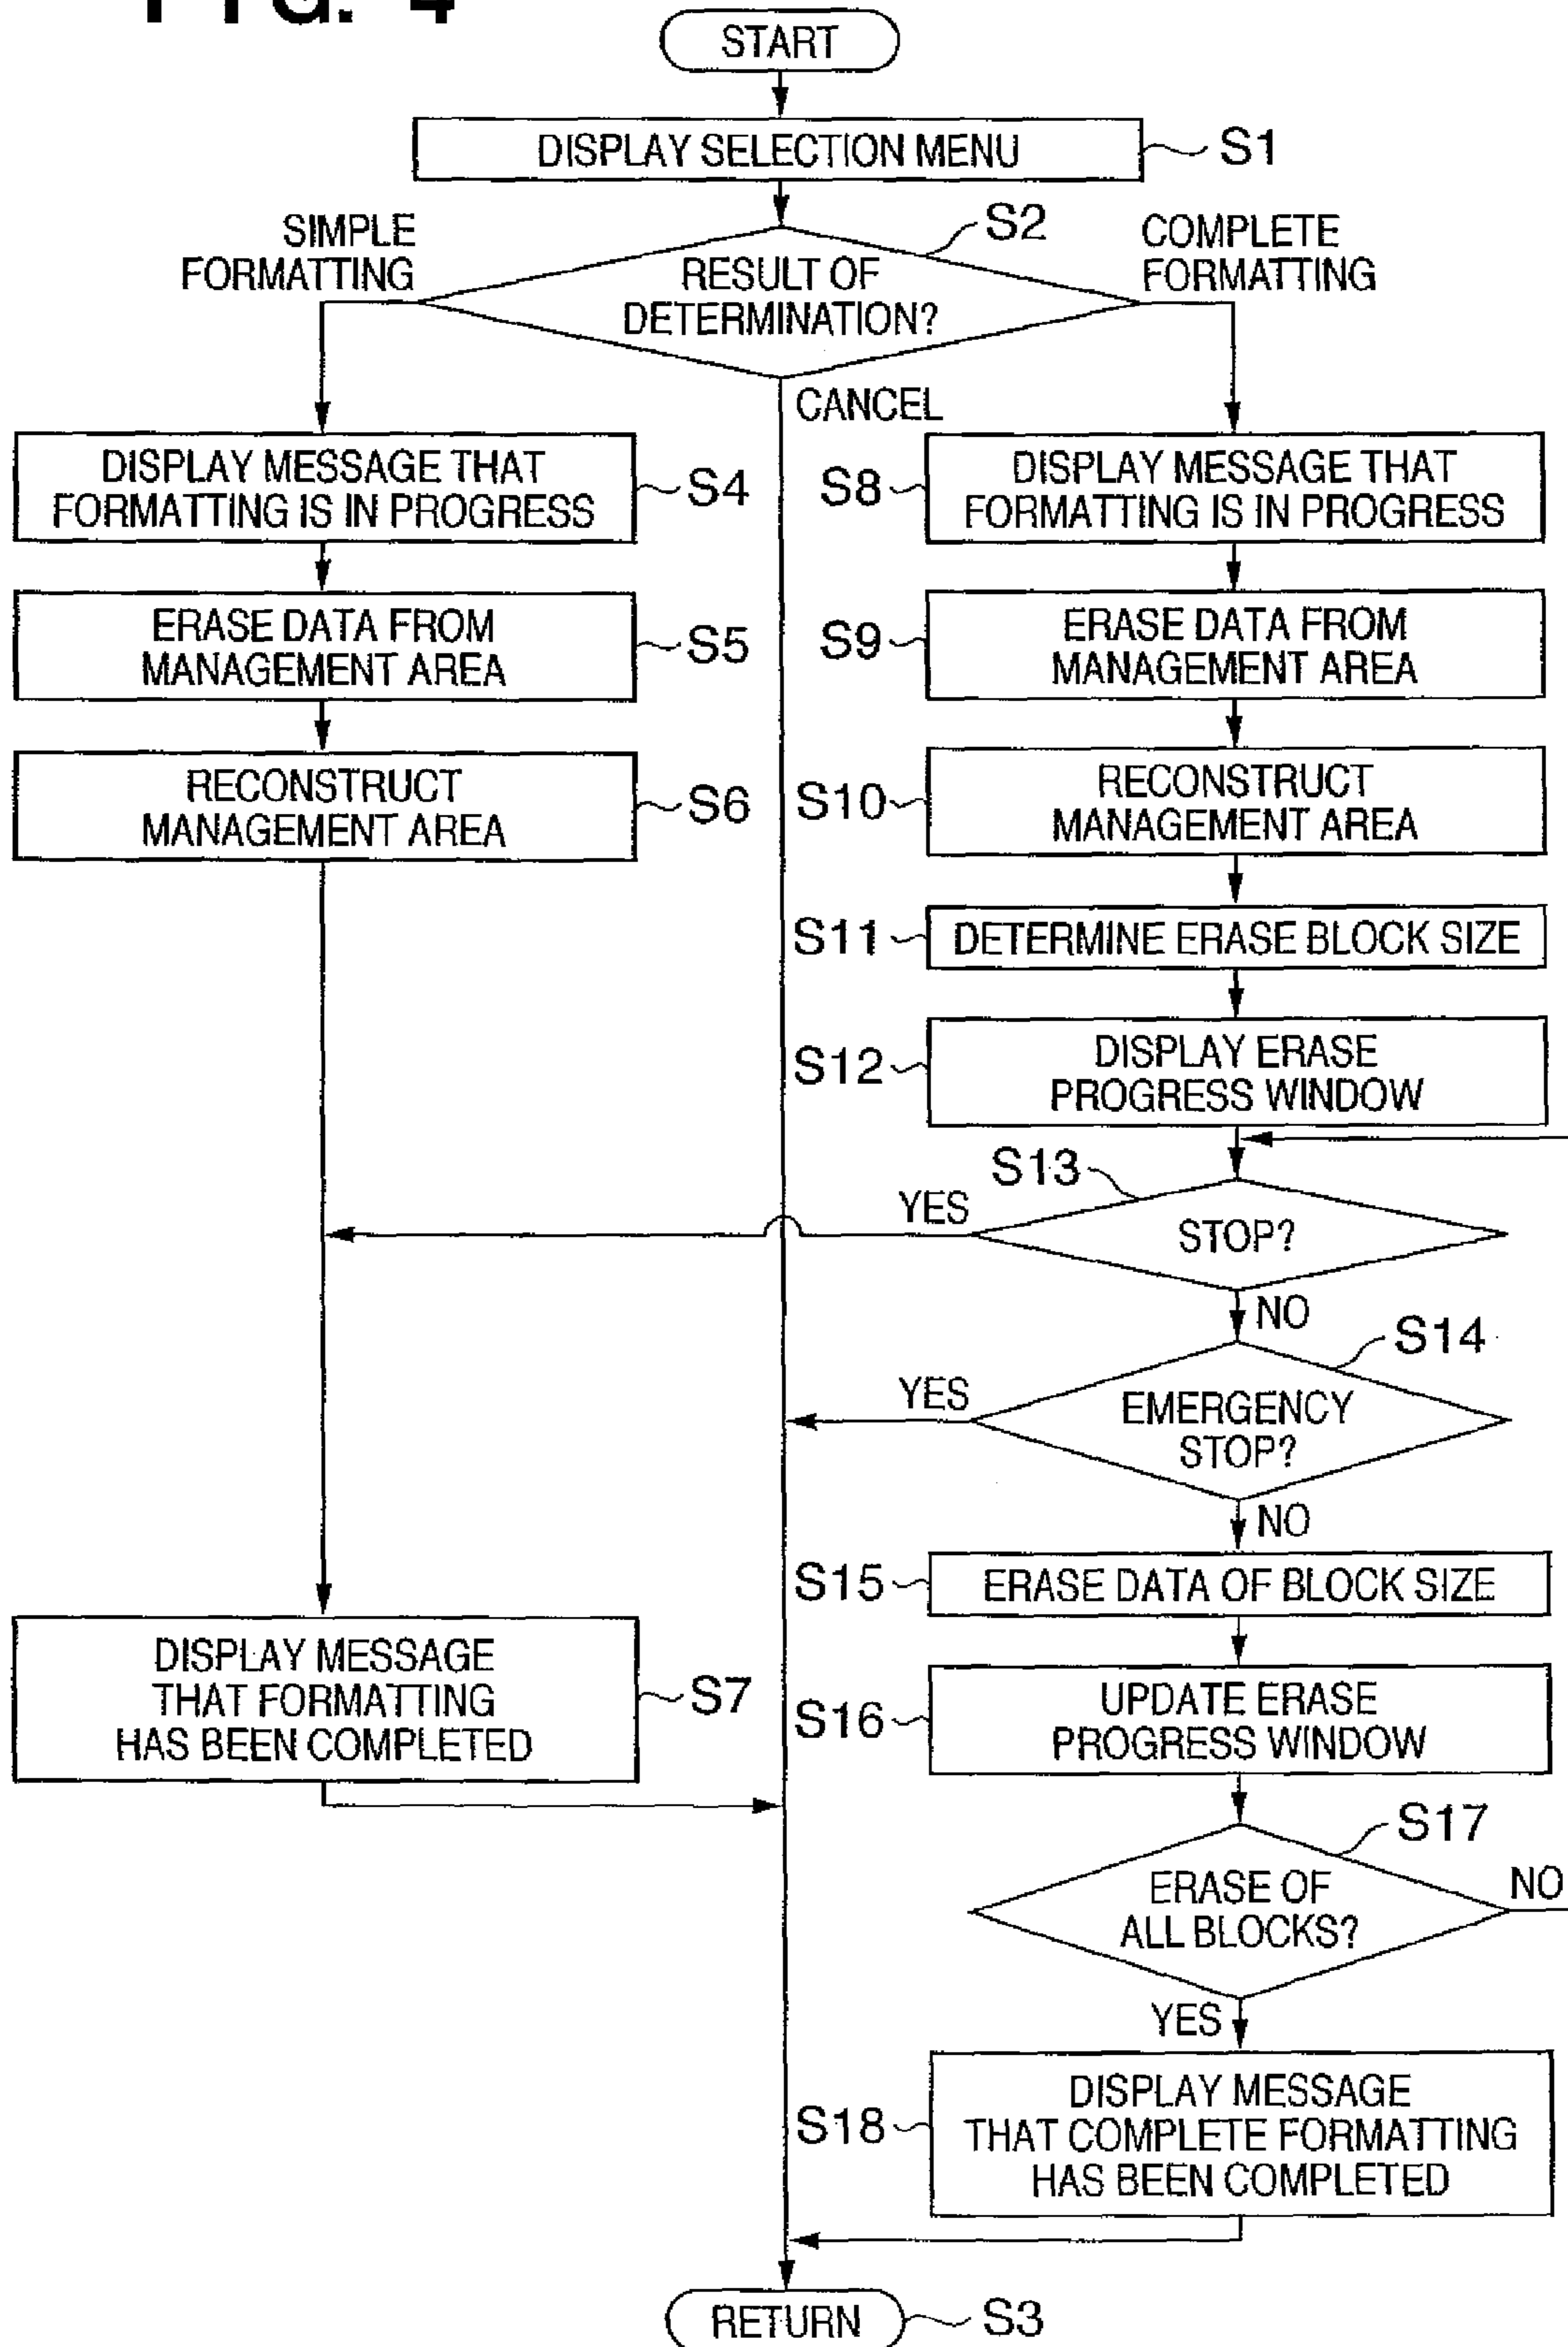 FIG. 4
START
DISPLAY SELECTION MENU
S1
S2
SIMPLE
FORMATTING
COMPLETE
FORMATTING
RESULT OF
DETERMINATION?
CANCEL
DISPLAY MESSAGE THAT
FORMATTING IS IN PROGRESS
S4
S8
DISPLAY MESSAGE THAT
FORMATTING IS IN PROGRESS
ERASE DATA FROM
MANAGEMENT AREA
S5
S9
ERASE DATA FROM
MANAGEMENT AREA
RECONSTRUCT
MANAGEMENT AREA
S6
S10
RECONSTRUCT
MANAGEMENT AREA
S11
DETERMINE ERASE BLOCK SIZE
S12
DISPLAY ERASE
PROGRESS WINDOW
S13
YES
STOP?
NO
S14
YES
EMERGENCY
STOP?
NO
S15
ERASE DATA OF BLOCK SIZE
DISPLAY MESSAGE
THAT FORMATTING
HAS BEEN COMPLETED
S7
S16
UPDATE ERASE
PROGRESS WINDOW
S17
ERASE OF
ALL BLOCKS?
NO
YES
S18
DISPLAY MESSAGE
THAT COMPLETE FORMATTING
HAS BEEN COMPLETED
RETURN
S3